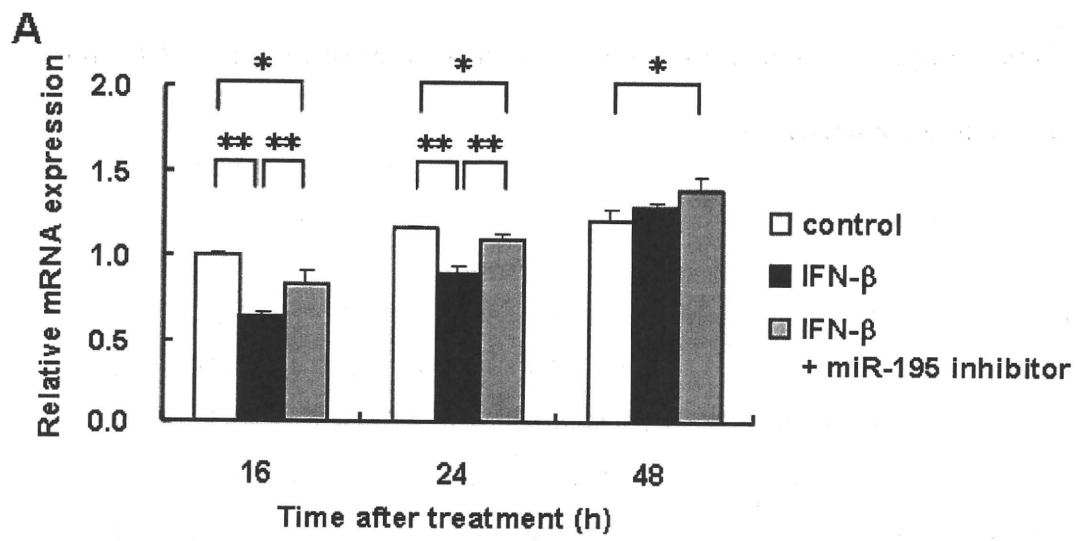 A
Relative mRNA expression
2.0
1.5
1.0
0.5
0.0
* * *
** ** ** **
16 24 48
Time after treatment (h)
control
IFN-β
IFN-β
+ miR-195 inhibitor